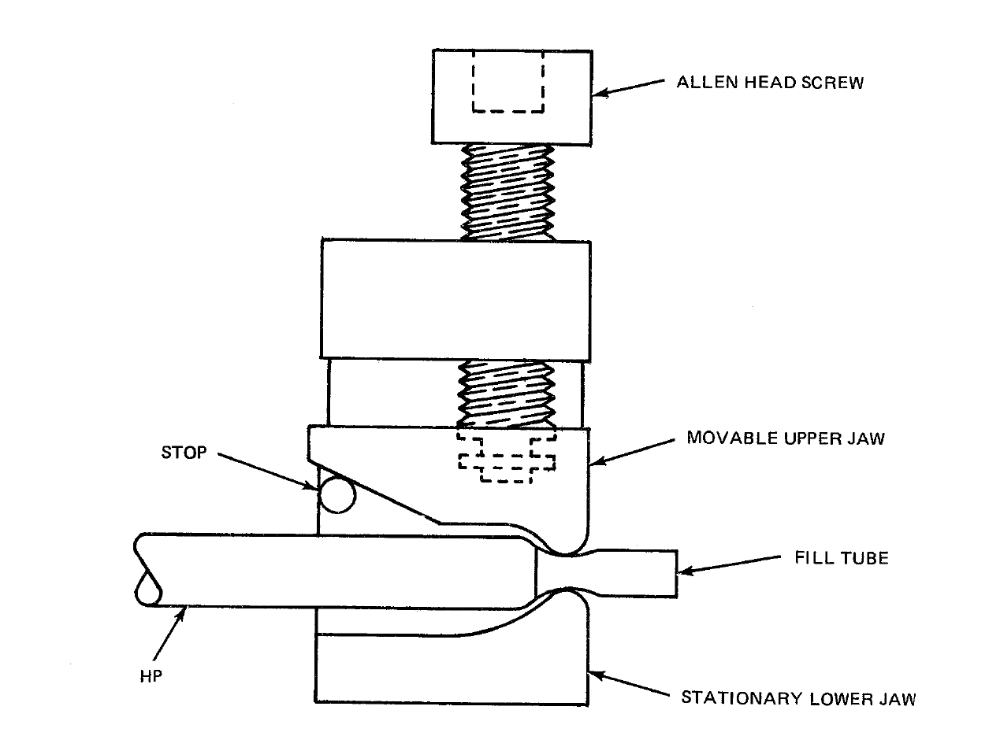 ALLEN HEAD SCREW
MOVABLE UPPER JAW
STOP
FILL TUBE
HP
STATIONARY LOWER JAW